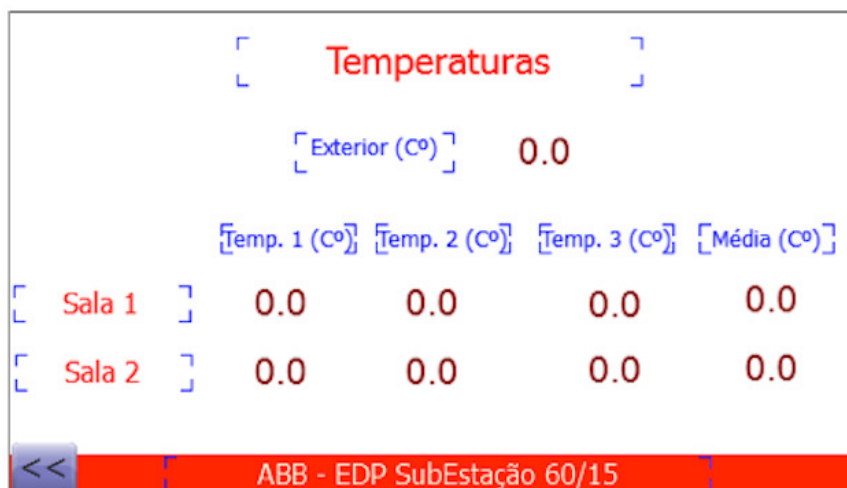 Temperaturas
Exterior (Cº) 0.0
Temp. 1 (Cº) Temp. 2 (Cº) Temp. 3 (Cº) Média (Cº)
Sala 1 0.0 0.0 0.0 0.0
Sala 2 0.0 0.0 0.0 0.0
<< ABB - EDP SubEstação 60/15